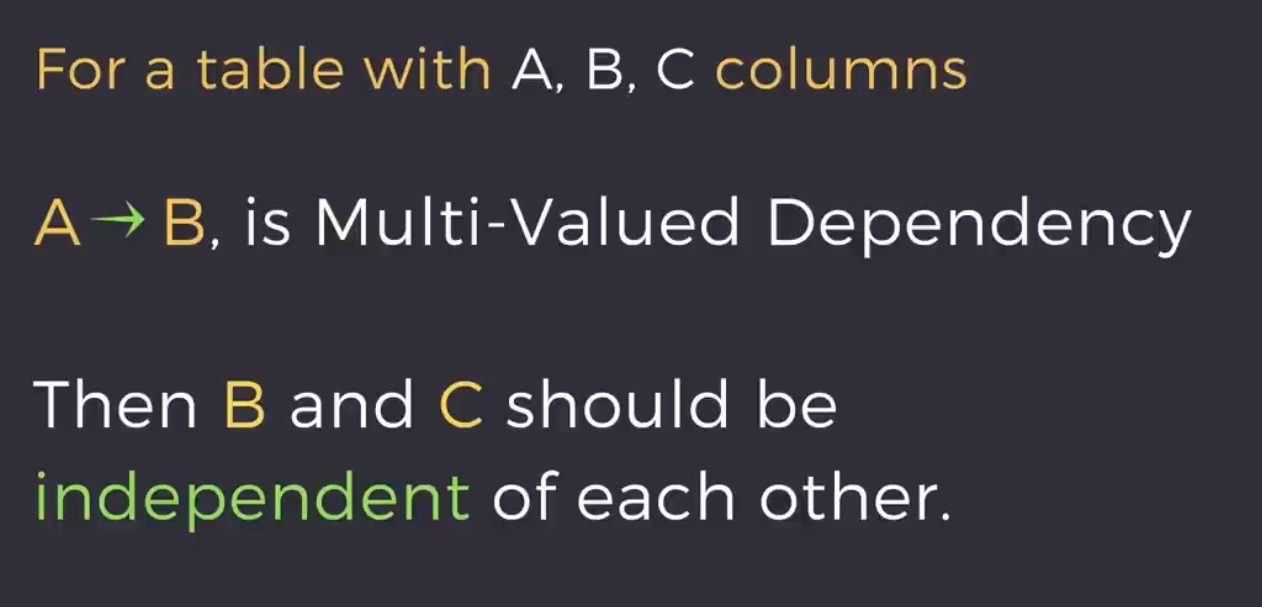 For a table with A, B, C columns
A → B, is Multi-Valued Dependency
Then B and C should be
independent of each other.